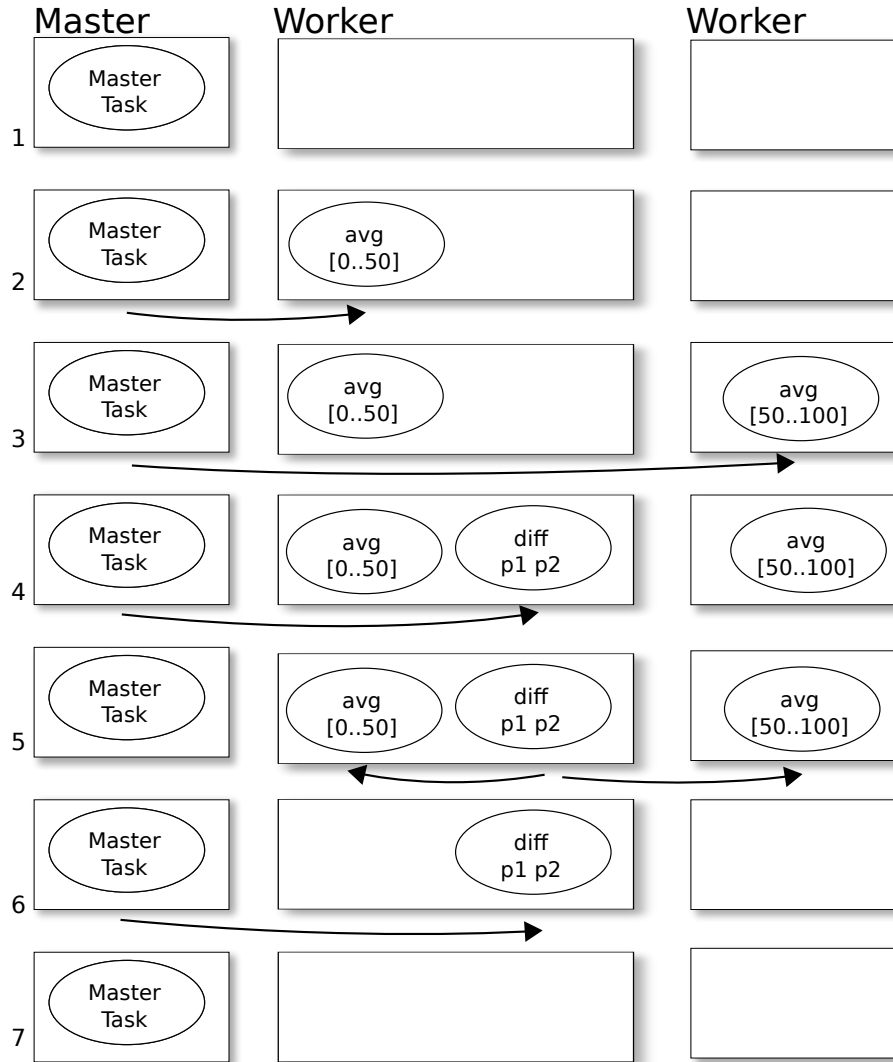 Master Worker Worker
Master
Task
1
Master
Task
avg
[0..50]
2
Master
Task
avg
[0..50]
avg
[50..100]
3
Master
Task
avg
[0..50]
diff
p1 p2
avg
[50..100]
4
Master
Task
avg
[0..50]
diff
p1 p2
avg
[50..100]
5
Master
Task
diff
p1 p2
6
Master
Task
7